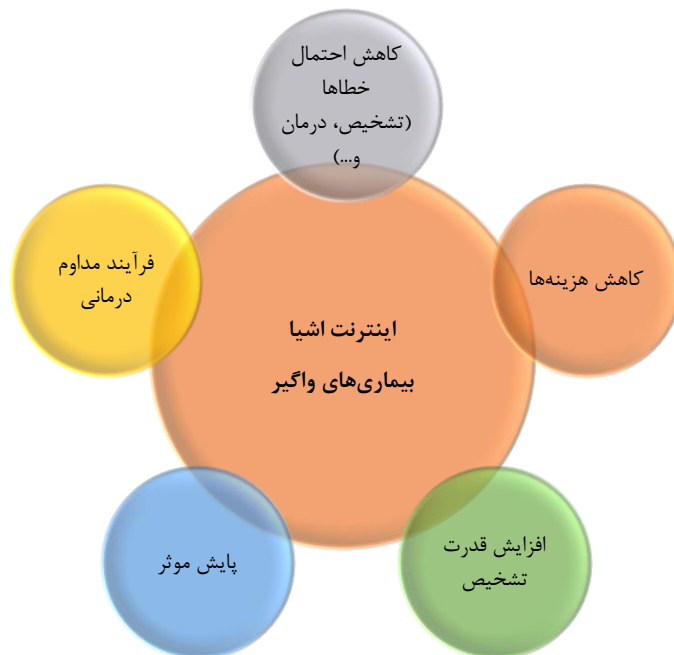 کاهش احتمال
خطاها
(تشخیص، درمان
و...)
کاهش هزینه‌ها
فرآیند مداوم
درمانی
اینترنت اشیا
بیماری‌های واگیر
افزایش قدرت
تشخیص
پایش موثر